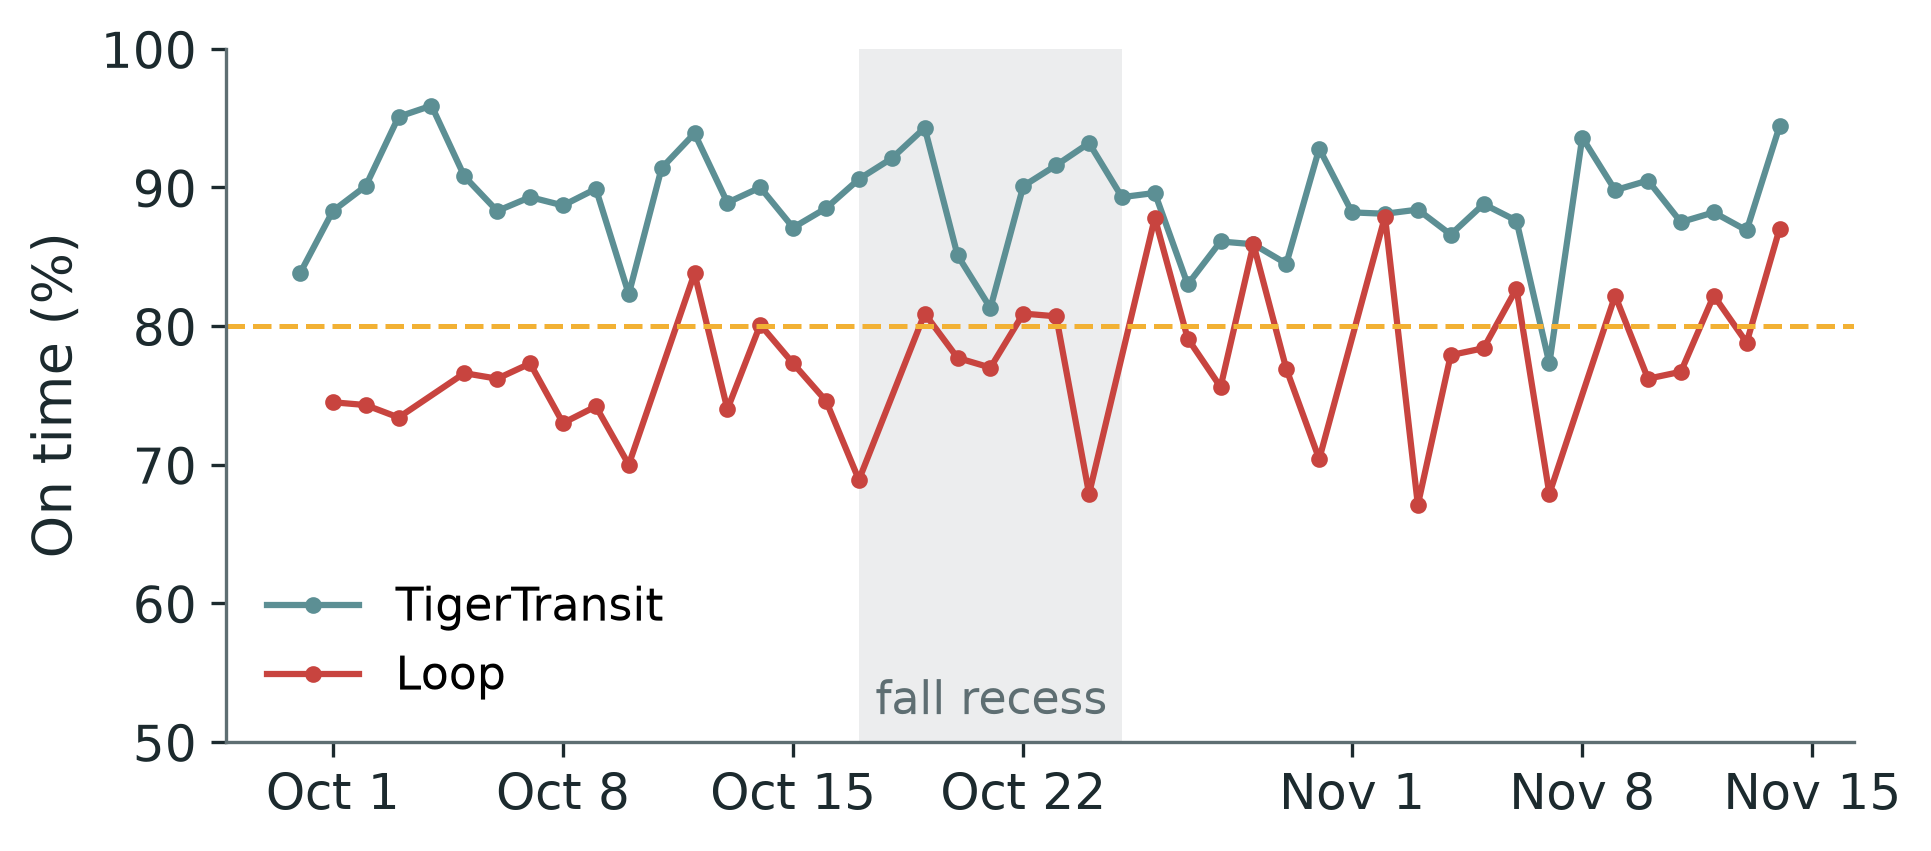 On time (%)
100
90
80
70
60
50
TigerTransit
Loop
fall recess
Oct 1
Oct 8
Oct 15
Oct 22
Nov 1
Nov 8
Nov 15